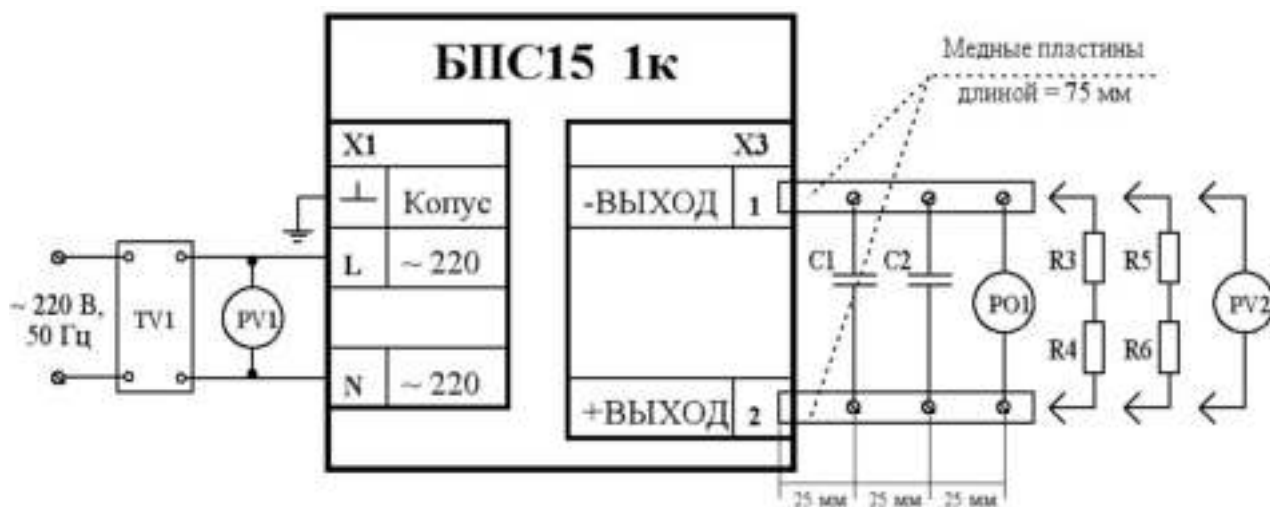 БПС15 1к
Медные пластины
длиной = 75 мм
X1
Копус
L
~ 220
N
~ 220
X3
-ВЫХОД
1
+ВЫХОД
2
~ 220 В,
50 Гц
TV1
PV1
C1
C2
PO1
R3
R4
R5
R6
PV2
25 мм
25 мм
25 мм